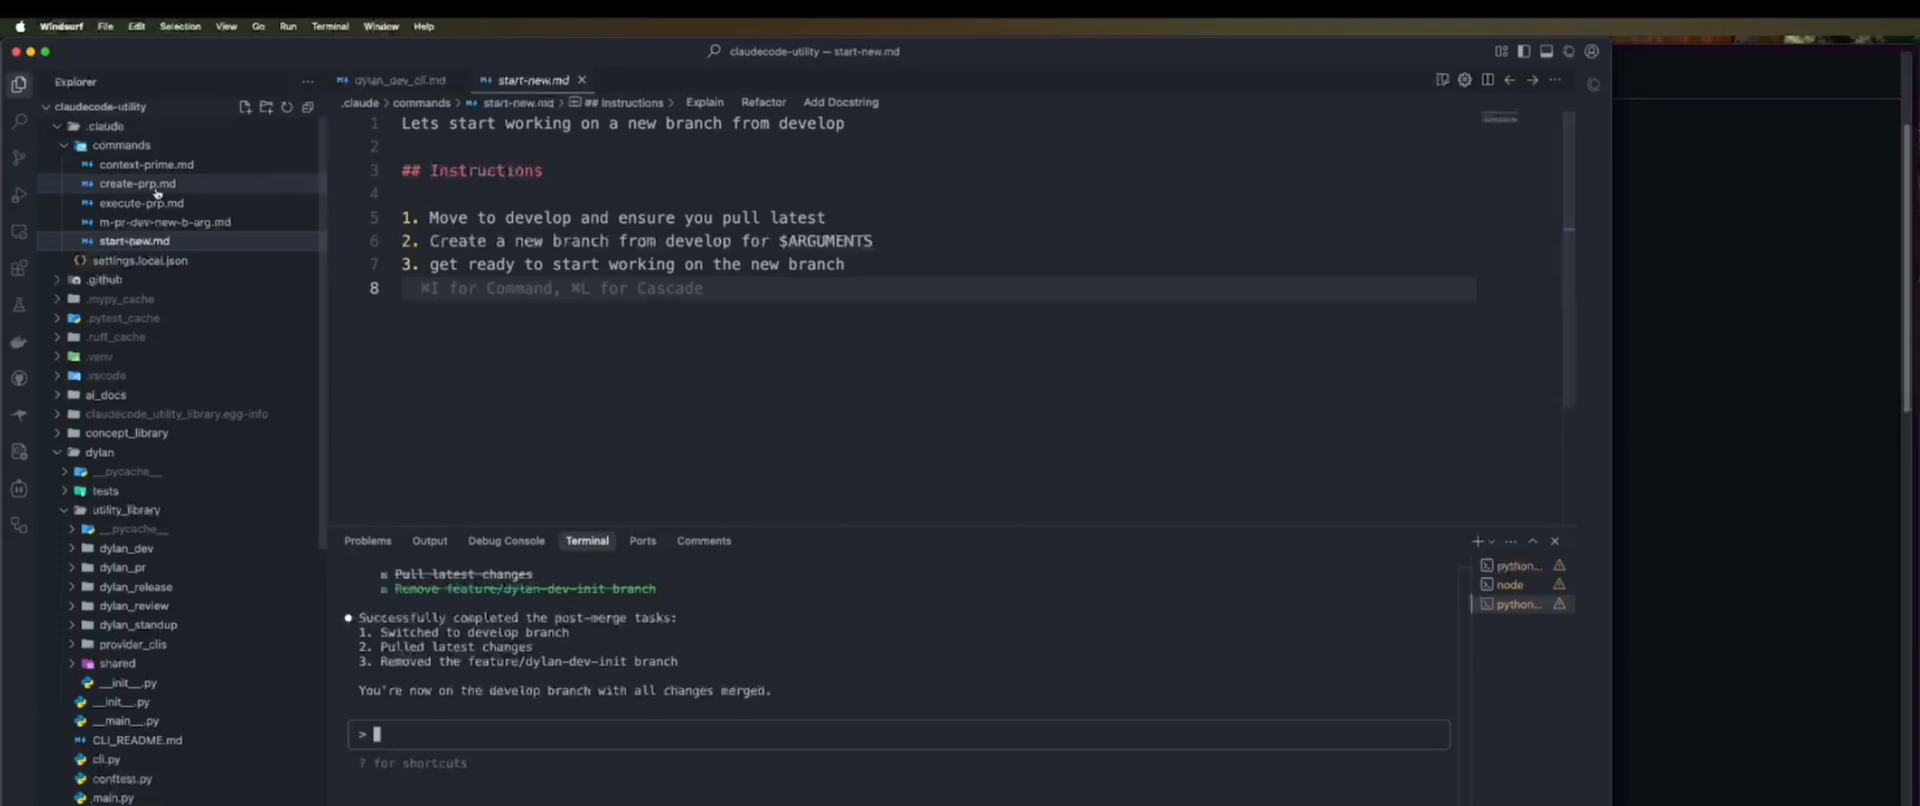 Windsurf File Edit Selection View Go Run Terminal Window Help
claudecode-utility — start-new.md
Explorer
dylan_dev_cli.md
start-new.md
claudecode-utility
.claude > commands > start-new.md > ## Instructions > Explain Refactor Add Docstring
.claude
commands
context-prime.md
create-prp.md
execute-prp.md
m-pr-dev-new-b-arg.md
start-new.md
settings.local.json
.github
.mypy_cache
.pytest_cache
.ruff_cache
.venv
.vscode
ai_docs
claudecode_utility_library.egg-info
concept_library
dylan
__pycache__
tests
utility_library
__pycache__
dylan_dev
dylan_pr
dylan_release
dylan_review
dylan_standup
provider_clis
shared
__init__.py
__init__.py
__main__.py
CLI_README.md
cli.py
conftest.py
.main.py
1 Lets start working on a new branch from develop
2
3 ## Instructions
4
5 1. Move to develop and ensure you pull latest
6 2. Create a new branch from develop for $ARGUMENTS
7 3. get ready to start working on the new branch
8 ⌘I for Command, ⌘L for Cascade
Problems Output Debug Console Terminal Ports Comments
Pull latest changes
Remove feature/dylan-dev-init branch
Successfully completed the post-merge tasks:
1. Switched to develop branch
2. Pulled latest changes
3. Removed the feature/dylan-dev-init branch
You're now on the develop branch with all changes merged.
>
? for shortcuts
python...
node
python...